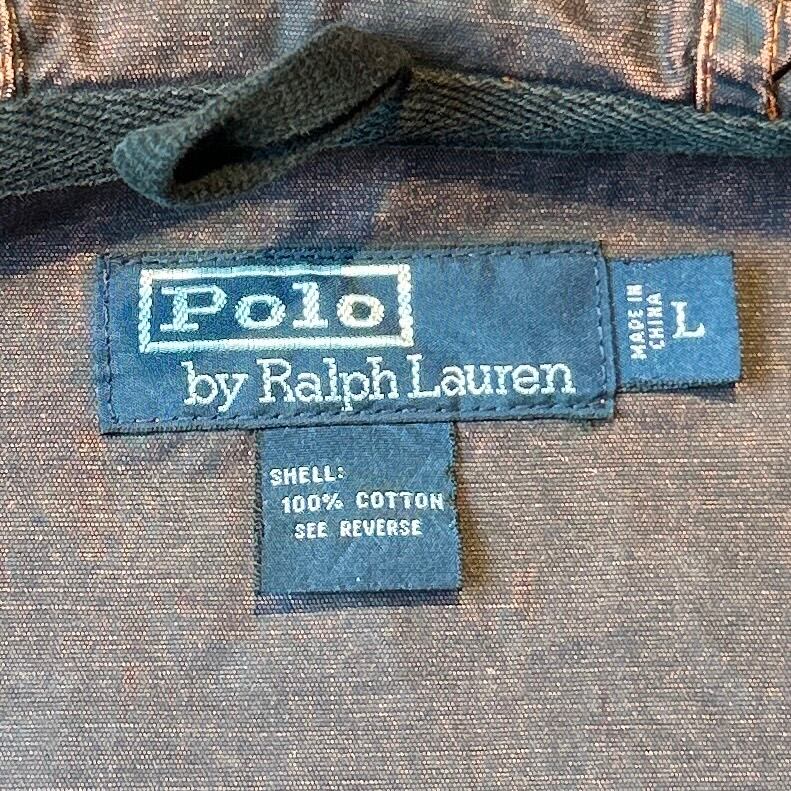 Polo
by Ralph Lauren
MADE IN
CHINA
L
SHELL:
100% COTTON
SEE REVERSE